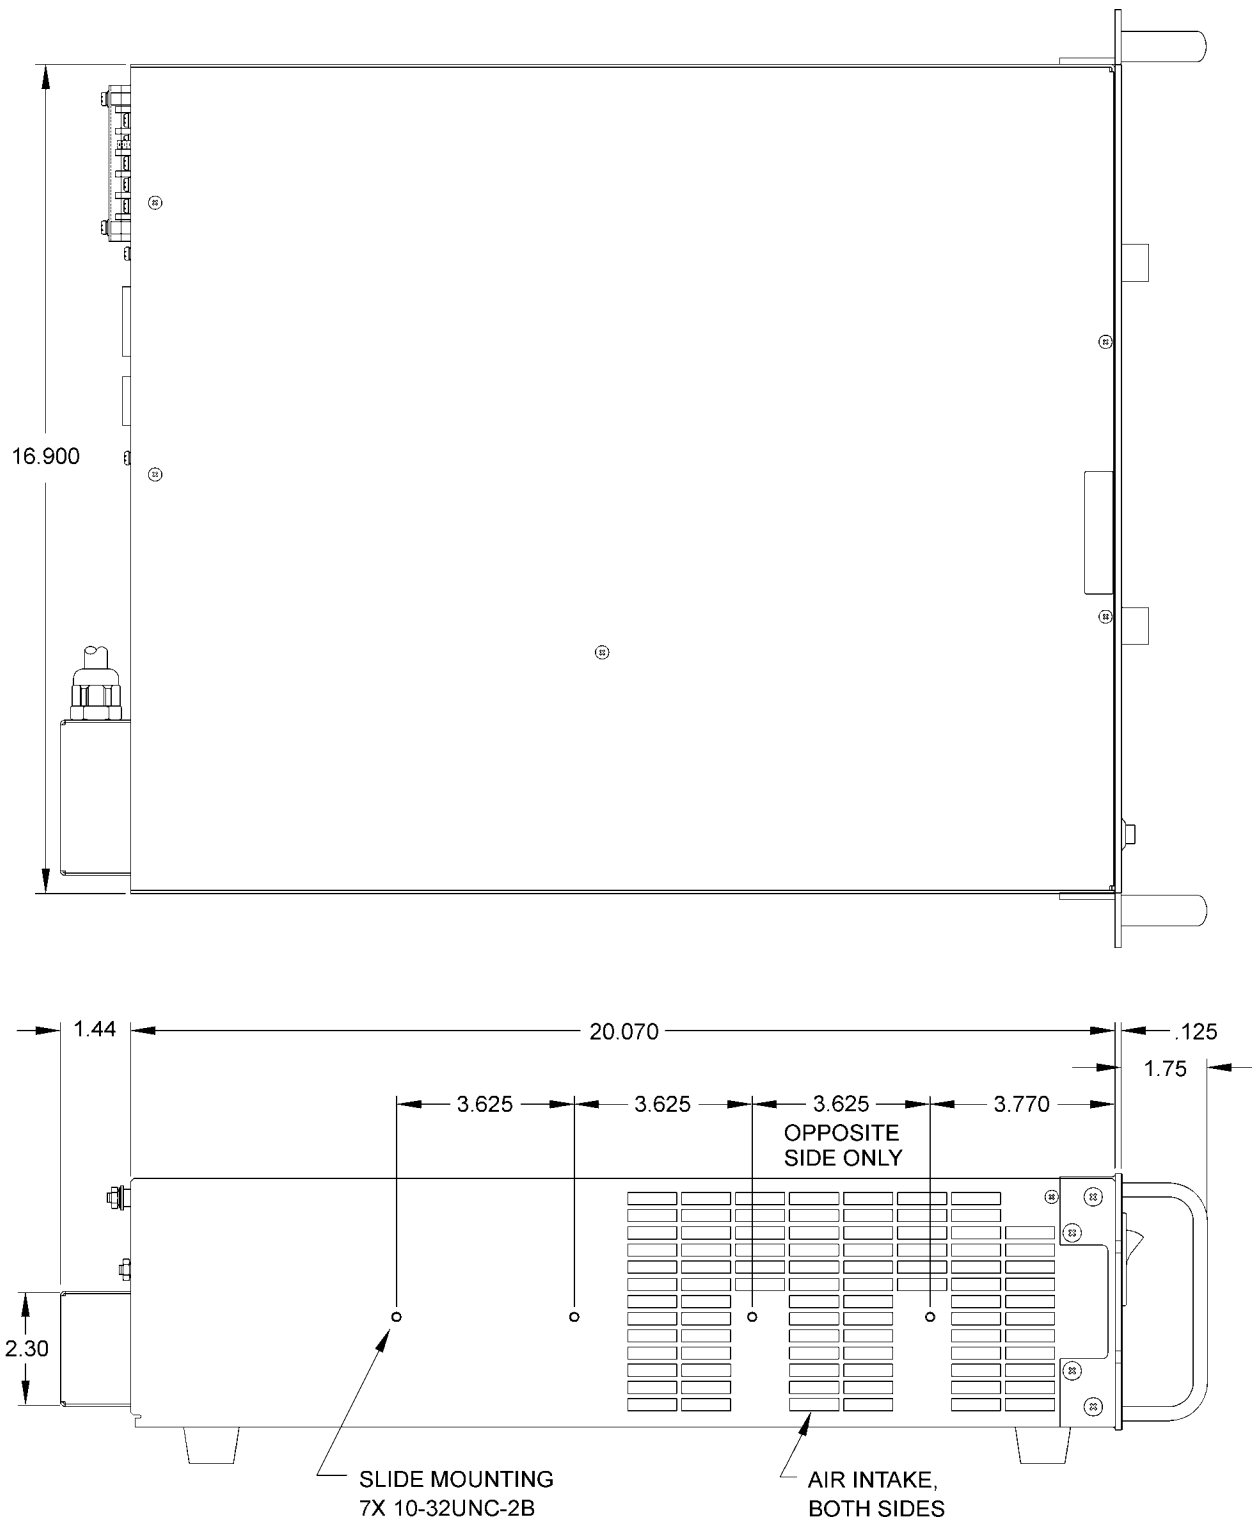 16.900
1.44
20.070
.125
1.75
3.625
3.625
3.625
3.770
OPPOSITE
SIDE ONLY
2.30
SLIDE MOUNTING
7X 10-32UNC-2B
AIR INTAKE,
BOTH SIDES